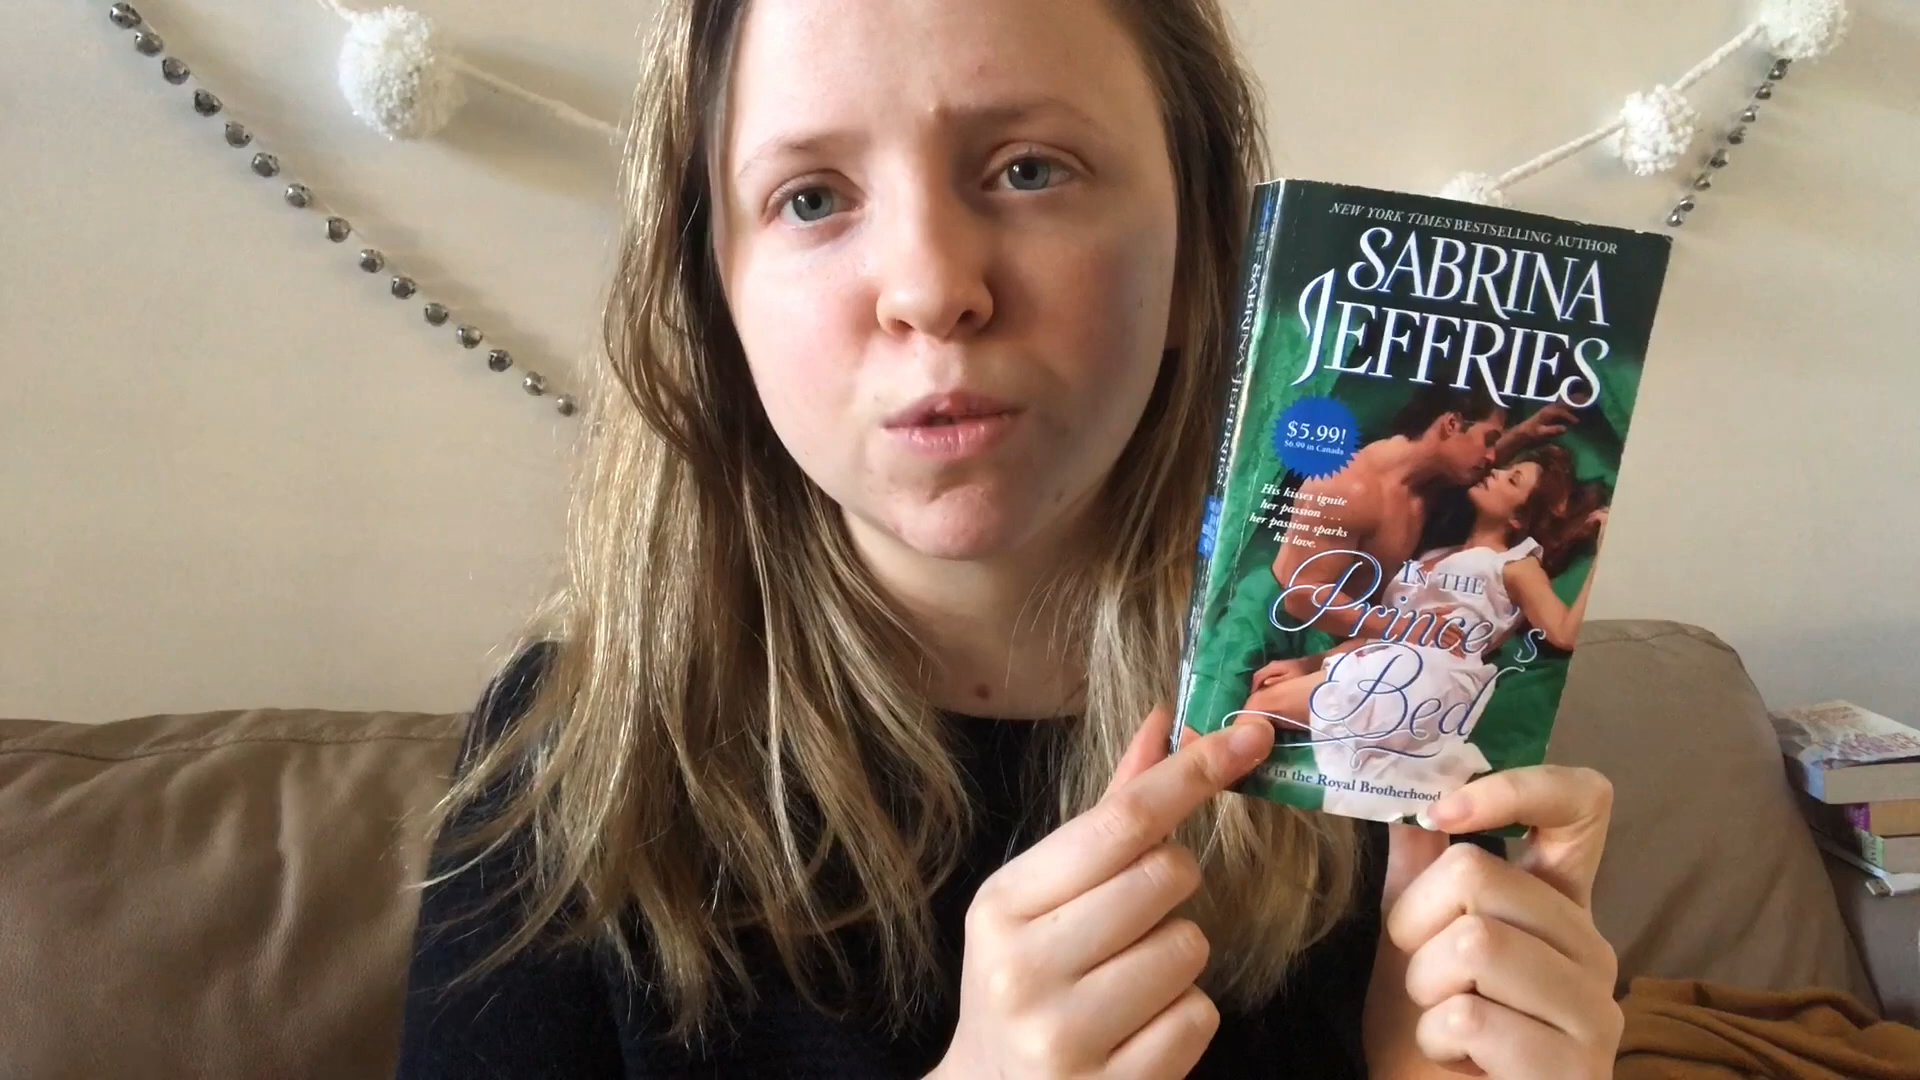 NEW YORK TIMES BESTSELLING AUTHOR
SABRINA
JEFFRIES
$5.99!
$6.99 in Canada
His kisses ignite
her passion . . .
her passion sparks
his love.
IN THE
Prince's
Bed
in the Royal Brotherhood
SABRINA JEFFRIES